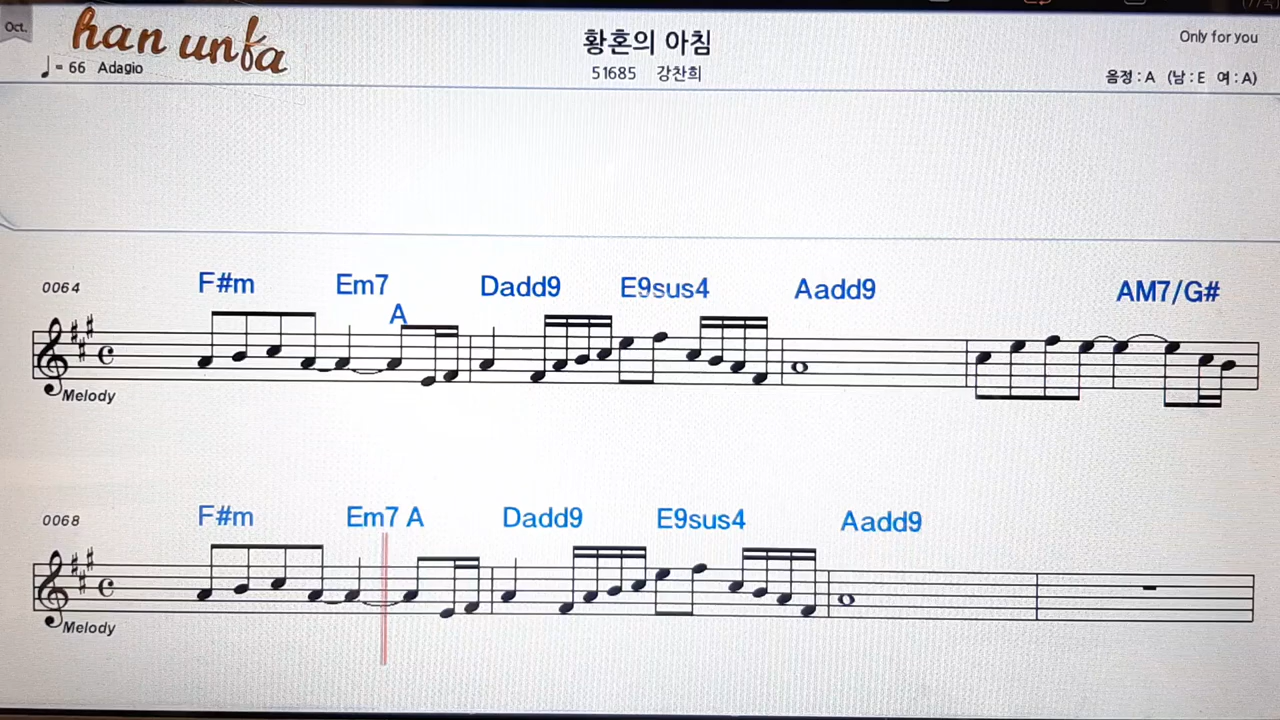 Oct.
han unfa
황혼의 아침
Only for you
♩= 66 Adagio
51685 강찬희
음정 : A (남 : E 여 : A)
0064
F#m Em7 A Dadd9 E9sus4 Aadd9 AM7/G#
Melody
0068
F#m Em7 A Dadd9 E9sus4 Aadd9
Melody